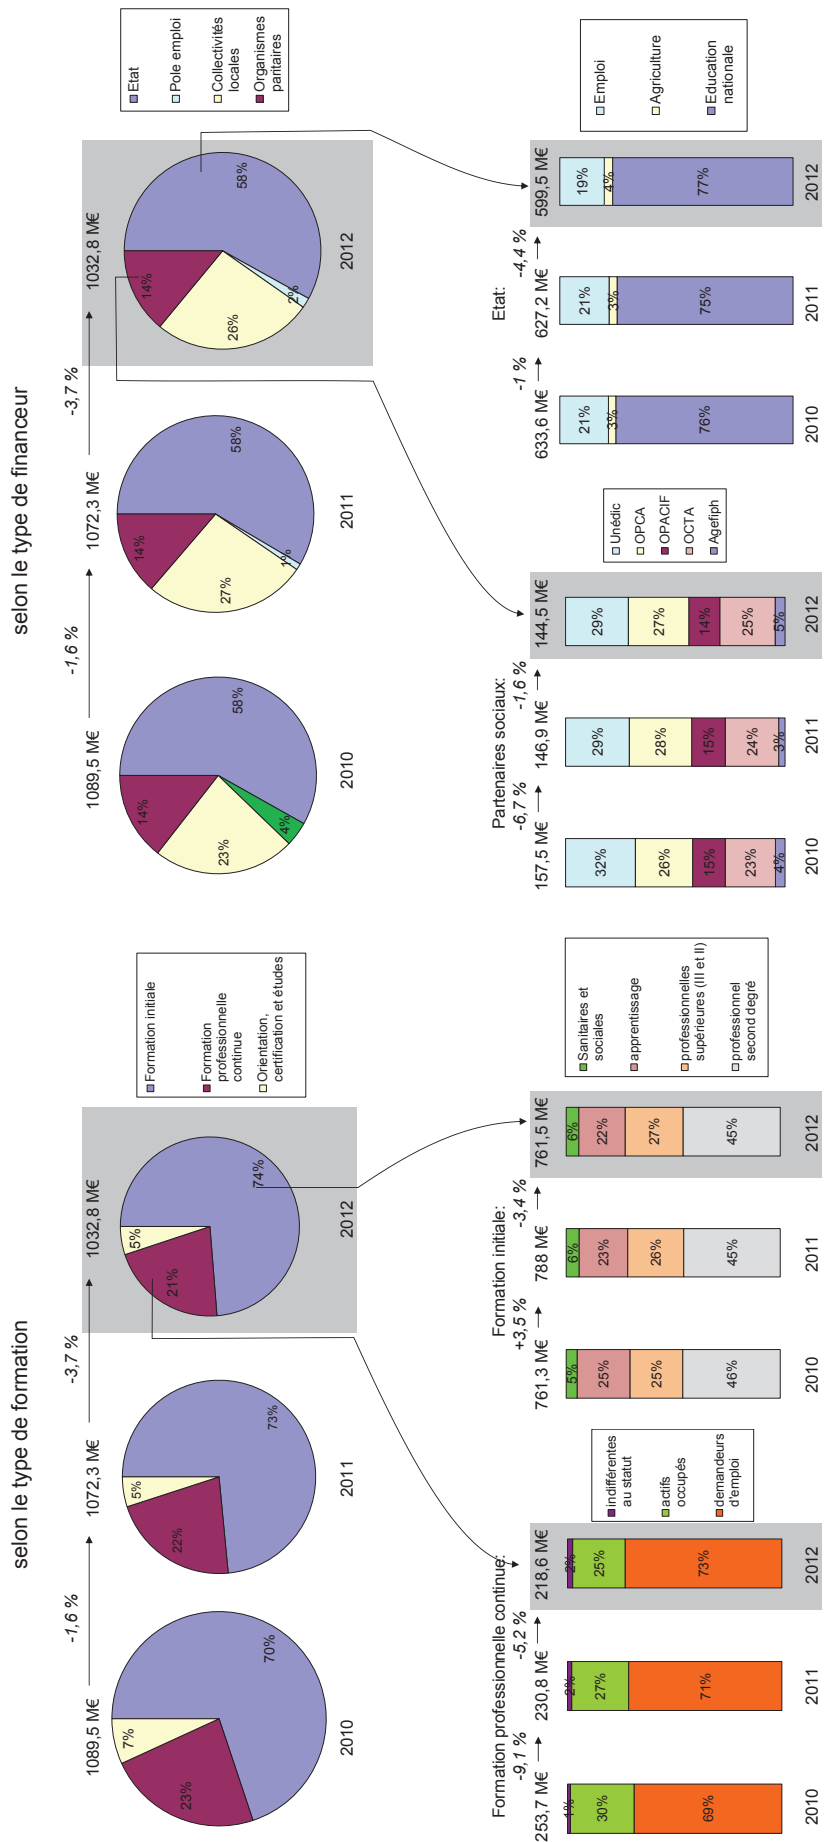 selon le type de formation
1089,5 M€
-1,6 %
1072,3 M€
-3,7 %
1032,8 M€
7%
23%
70%
2010
5%
22%
73%
2011
5%
21%
74%
2012
Formation initiale
Formation
professionnelle
continue
Orientation,
certification et études
Formation professionnelle continue:
-9,1 %
-5,2 %
253,7 M€
230,8 M€
218,6 M€
1%
30%
69%
2010
2%
27%
71%
2011
2%
25%
73%
2012
indifférentes
au statut
actifs
occupés
demandeurs
d'emploi
Formation initiale:
+3,5 %
-3,4 %
761,3 M€
788 M€
761,5 M€
5%
25%
25%
46%
2010
6%
23%
26%
45%
2011
6%
22%
27%
45%
2012
Sanitaires et
sociales
apprentissage
professionnelles
supérieures (III et II)
professionnel
second degré
selon le type de financeur
1089,5 M€
-1,6 %
1072,3 M€
-3,7 %
1032,8 M€
14%
23%
4%
58%
2010
14%
27%
1%
58%
2011
14%
26%
2%
58%
2012
Etat
Pole emploi
Collectivités
locales
Organismes
paritaires
Partenaires sociaux:
-6,7 %
-1,6 %
157,5 M€
146,9 M€
144,5 M€
32%
26%
15%
23%
4%
2010
29%
28%
15%
24%
3%
2011
29%
27%
14%
25%
5%
2012
Unédic
OPCA
OPACIF
OCTA
Agefiph
Etat:
-1 %
-4,4 %
633,6 M€
627,2 M€
599,5 M€
21%
3%
76%
2010
21%
3%
75%
2011
19%
4%
77%
2012
Emploi
Agriculture
Education
nationale